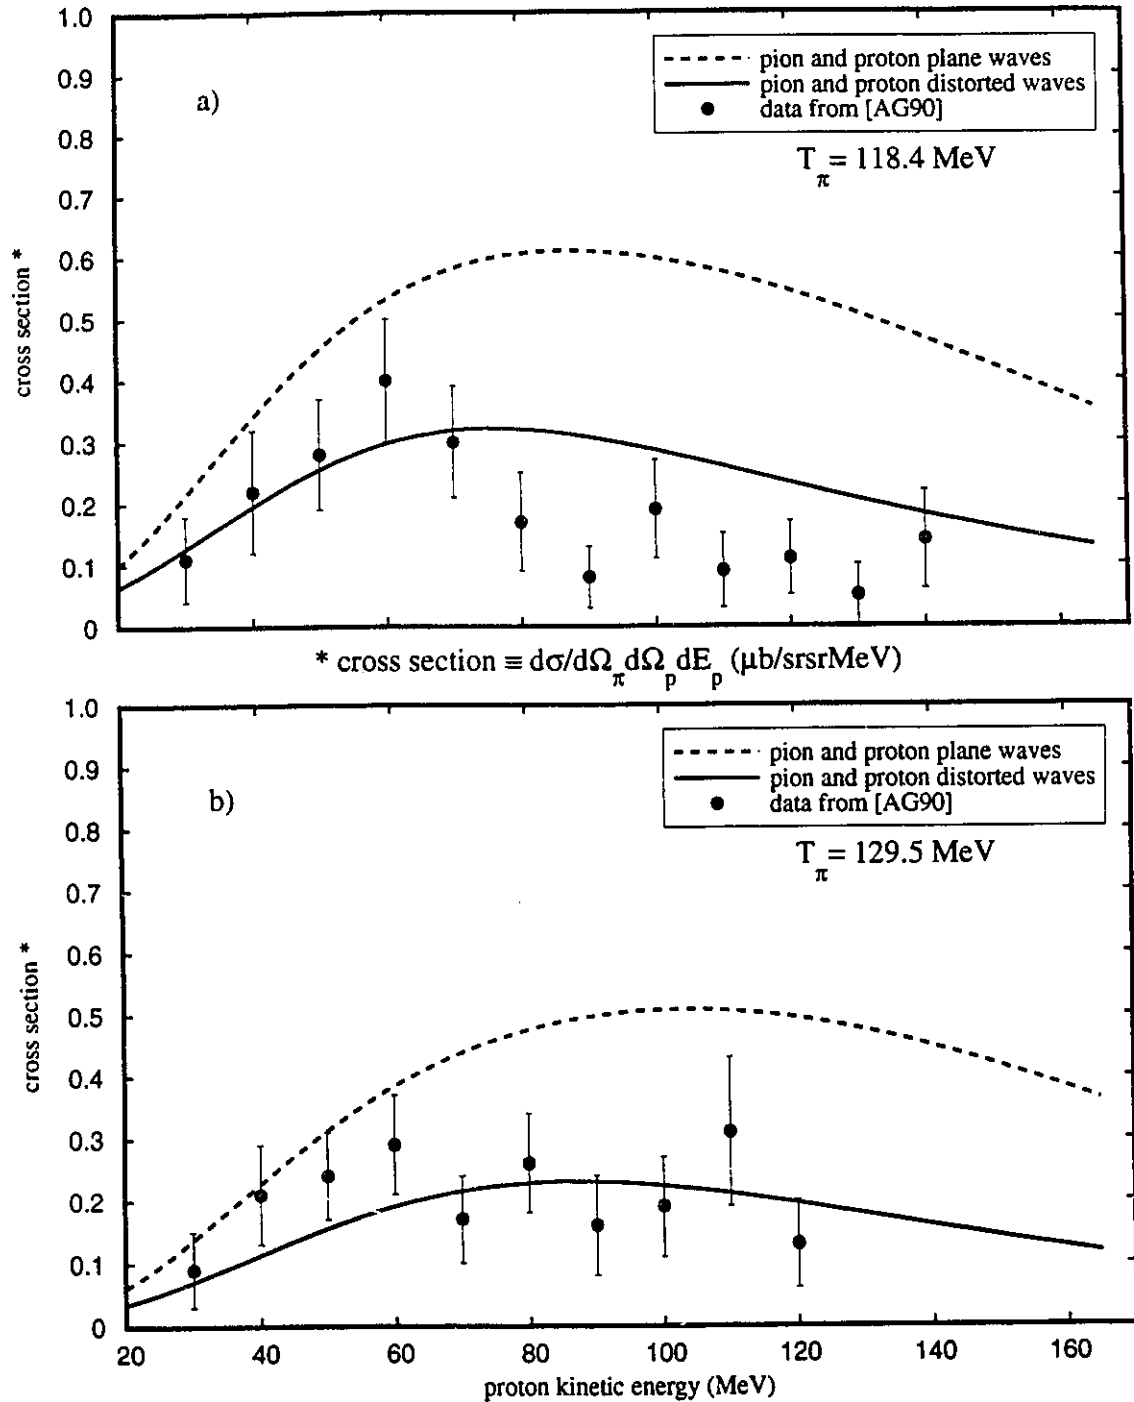 1.0
0.9
0.8
0.7
0.6
0.5
0.4
0.3
0.2
0.1
0
cross section *
a)
pion and proton plane waves
pion and proton distorted waves
data from [AG90]
T_π = 118.4 MeV
* cross section ≡ dσ/dΩ_π dΩ_p dE_p (μb/srsrMeV)
1.0
0.9
0.8
0.7
0.6
0.5
0.4
0.3
0.2
0.1
0
cross section *
b)
pion and proton plane waves
pion and proton distorted waves
data from [AG90]
T_π = 129.5 MeV
20 40 60 80 100 120 140 160
proton kinetic energy (MeV)